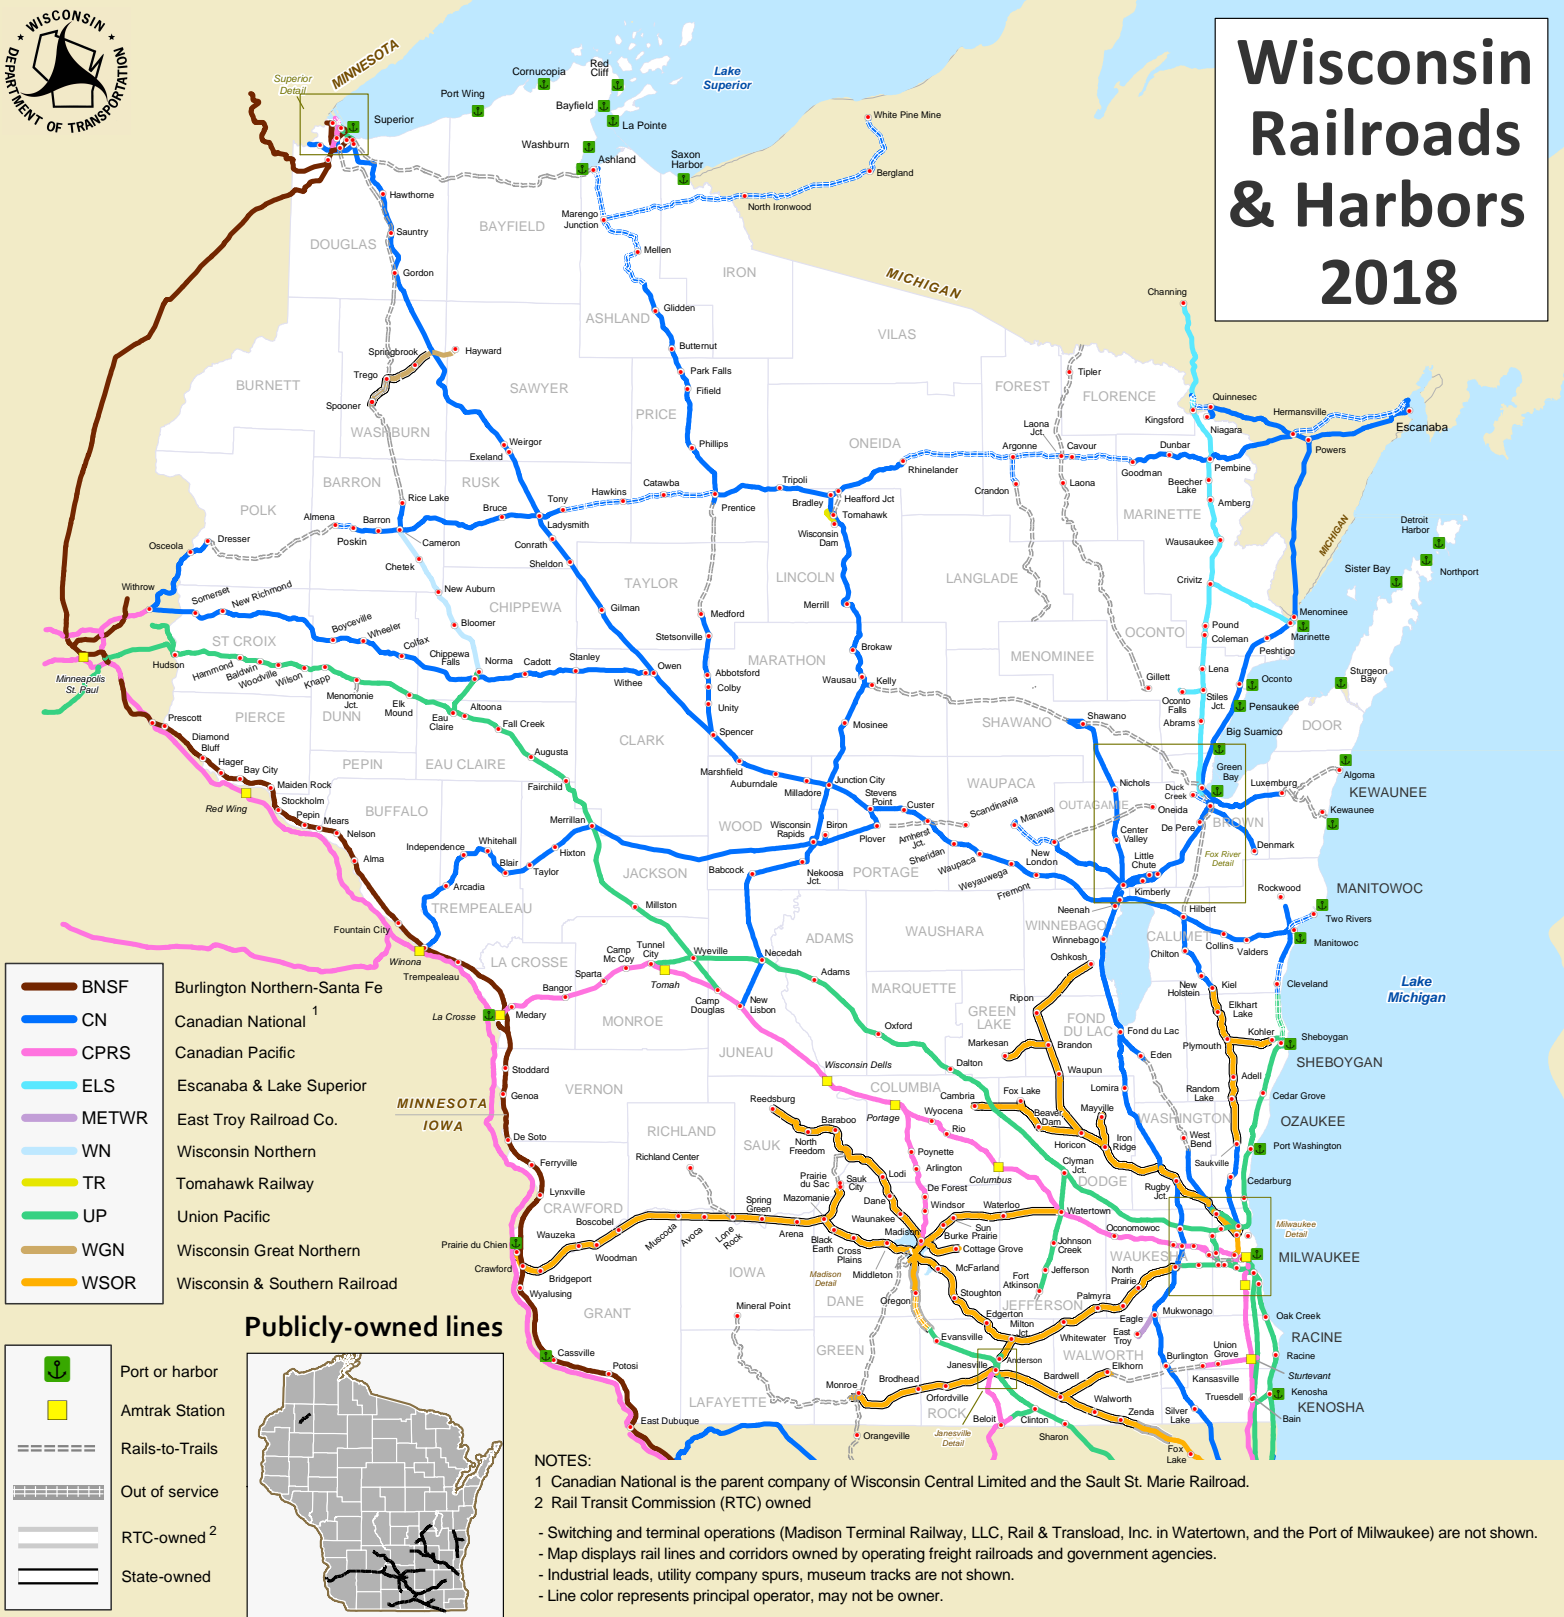 WISCONSIN
DEPARTMENT OF TRANSPORTATION
Wisconsin
Railroads
& Harbors
2018
Superior
Detail
MINNESOTA
Superior
Port Wing
Cornucopia
Red
Cliff
Bayfield
La Pointe
Washburn
Ashland
Saxon
Harbor
Lake
Superior
White Pine Mine
Bergland
North Ironwood
Marengo
Junction
Mellen
Hawthorne
Sauntry
Gordon
DOUGLAS
BAYFIELD
IRON
ASHLAND
VILAS
MICHIGAN
Glidden
Butternut
Park Falls
Fifield
Phillips
Channing
Springbrook
Hayward
Trego
Spooner
BURNETT
WASHBURN
SAWYER
PRICE
ONEIDA
FOREST
FLORENCE
Tipler
Laona
Jct.
Argonne
Cavour
Dunbar
Goodman
Kingsford
Quinnesec
Niagara
Hermansville
Escanaba
Powers
Pembine
Beecher
Lake
Amberg
Weirgor
Exeland
BARRON
RUSK
POLK
Rice Lake
Almena
Barron
Poskin
Cameron
Bruce
Tony
Ladysmith
Hawkins
Catawba
Prentice
Tripoli
Bradley
Heafford Jct
Tomahawk
Wisconsin
Dam
Rhinelander
Crandon
Laona
MARINETTE
Wausaukee
Crivitz
Dresser
Osceola
Chetek
Conrath
Sheldon
TAYLOR
LINCOLN
LANGLADE
MICHIGAN
Detroit
Harbor
Northport
Sister Bay
Withrow
Somerset
New Richmond
New Auburn
CHIPPEWA
Bloomer
Gilman
Medford
Stetsonville
Merrill
Brokaw
OCONTO
Pound
Coleman
Menominee
Marinette
Peshtigo
ST CROIX
Boyceville
Wheeler
Colfax
Chippewa
Falls
Norma
Cadott
Stanley
Withee
Owen
MARATHON
Abbotsford
Colby
Unity
Wausau
Kelly
MENOMINEE
Gillett
Lena
Oconto
Falls
Stiles
Jct.
Oconto
Pensaukee
Sturgeon
Bay
Minneapolis
St. Paul
Hudson
Hammond
Baldwin
Woodville
Wilson
Knapp
Menomonie
Jct.
Elk
Mound
Eau
Claire
Altoona
Fall Creek
Augusta
Fairchild
PIERCE
DUNN
PEPIN
EAU CLAIRE
CLARK
Spencer
Mosinee
SHAWANO
Shawano
Abrams
Big Suamico
DOOR
Prescott
Diamond
Bluff
Hager
Bay City
Maiden Rock
Stockholm
Pepin
Mears
Nelson
Red Wing
BUFFALO
Marshfield
Auburndale
Milladore
Junction City
Stevens
Point
Custer
WAUPACA
Scandinavia
Manawa
OUTAGAMIE
Nichols
Duck
Creek
Green
Bay
Oneida
De Pere
BROWN
Luxemburg
Algoma
KEWAUNEE
Kewaunee
Denmark
Alma
Independence
Whitehall
Blair
Taylor
Hixton
Merrillan
WOOD
Wisconsin
Rapids
Biron
Plover
Amherst
Jct.
Sheridan
Waupaca
Weyauwega
Fremont
New
London
Center
Valley
Little
Chute
Kimberly
Fox River
Detail
Arcadia
JACKSON
TREMPEALEAU
Babcock
Nekoosa
Jct.
PORTAGE
Neenah
Rockwood
MANITOWOC
Two Rivers
Manitowoc
Hilbert
Collins
Valders
Fountain City
Winona
Trempealeau
LA CROSSE
Millston
Camp
Mc Coy
Tunnel
City
Sparta
Bangor
Tomah
Wyeville
Necedah
Camp
Douglas
New
Lisbon
ADAMS
Adams
WAUSHARA
WINNEBAGO
Winnebago
Oshkosh
CALUMET
Chilton
New
Holstein
Kiel
Elkhart
Lake
Cleveland
Lake
Michigan
La Crosse
Medary
MONROE
JUNEAU
MARQUETTE
Oxford
GREEN
LAKE
Ripon
Markesan
Brandon
FOND
DU LAC
Fond du Lac
Eden
Plymouth
Kohler
Sheboygan
SHEBOYGAN
Stoddard
Genoa
De Soto
VERNON
MINNESOTA
IOWA
Wisconsin Dells
Dalton
Waupun
Lomira
Adell
Random
Lake
Cedar Grove
OZAUKEE
COLUMBIA
Portage
Wyocena
Rio
Cambria
Fox Lake
Beaver
Dam
Mayville
Horicon
Iron
Ridge
WASHINGTON
West
Bend
Saukville
Port Washington
Cedarburg
Reedsburg
Baraboo
North
Freedom
RICHLAND
Richland Center
SAUK
Poynette
Arlington
De Forest
Windsor
Columbus
Clyman
Jct.
DODGE
Rugby
Jct.
Ferryville
Lynxville
CRAWFORD
Prairie du Chien
Crawford
Wyalusing
Wauzeka
Boscobel
Woodman
Bridgeport
Muscoda
Avoca
Lone
Rock
Spring
Green
Arena
Mazomanie
Prairie
du Sac
Sauk
City
Lodi
Dane
Waunakee
Black
Earth
Cross
Plains
Middleton
Madison
Madison
Detail
Waterloo
Sun
Prairie
Burke
Cottage Grove
McFarland
Watertown
Johnson
Creek
Jefferson
Fort
Atkinson
JEFFERSON
Oconomowoc
WAUKESHA
North
Prairie
Milwaukee
Detail
MILWAUKEE
GRANT
IOWA
DANE
Oregon
Stoughton
Edgerton
Milton
Jct.
Palmyra
Eagle
Whitewater
Mukwonago
East
Troy
Oak Creek
RACINE
Racine
Mineral Point
GREEN
Evansville
Janesville
Anderson
WALWORTH
Elkhorn
Burlington
Union
Grove
Kansasville
Sturtevant
Truesdell
Kenosha
KENOSHA
Bain
Cassville
Potosi
East Dubuque
LAFAYETTE
Monroe
Brodhead
Orfordville
ROCK
Bardwell
Walworth
Zenda
Silver
Lake
Fox
Lake
Orangeville
Janesville
Detail
Beloit
Clinton
Sharon
BNSF Burlington Northern-Santa Fe
CN Canadian National 1
CPRS Canadian Pacific
ELS Escanaba & Lake Superior
METWR East Troy Railroad Co.
WN Wisconsin Northern
TR Tomahawk Railway
UP Union Pacific
WGN Wisconsin Great Northern
WSOR Wisconsin & Southern Railroad
Publicly-owned lines
Port or harbor
Amtrak Station
Rails-to-Trails
Out of service
RTC-owned 2
State-owned
NOTES:
1 Canadian National is the parent company of Wisconsin Central Limited and the Sault St. Marie Railroad.
2 Rail Transit Commission (RTC) owned
- Switching and terminal operations (Madison Terminal Railway, LLC, Rail & Transload, Inc. in Watertown, and the Port of Milwaukee) are not shown.
- Map displays rail lines and corridors owned by operating freight railroads and government agencies.
- Industrial leads, utility company spurs, museum tracks are not shown.
- Line color represents principal operator, may not be owner.